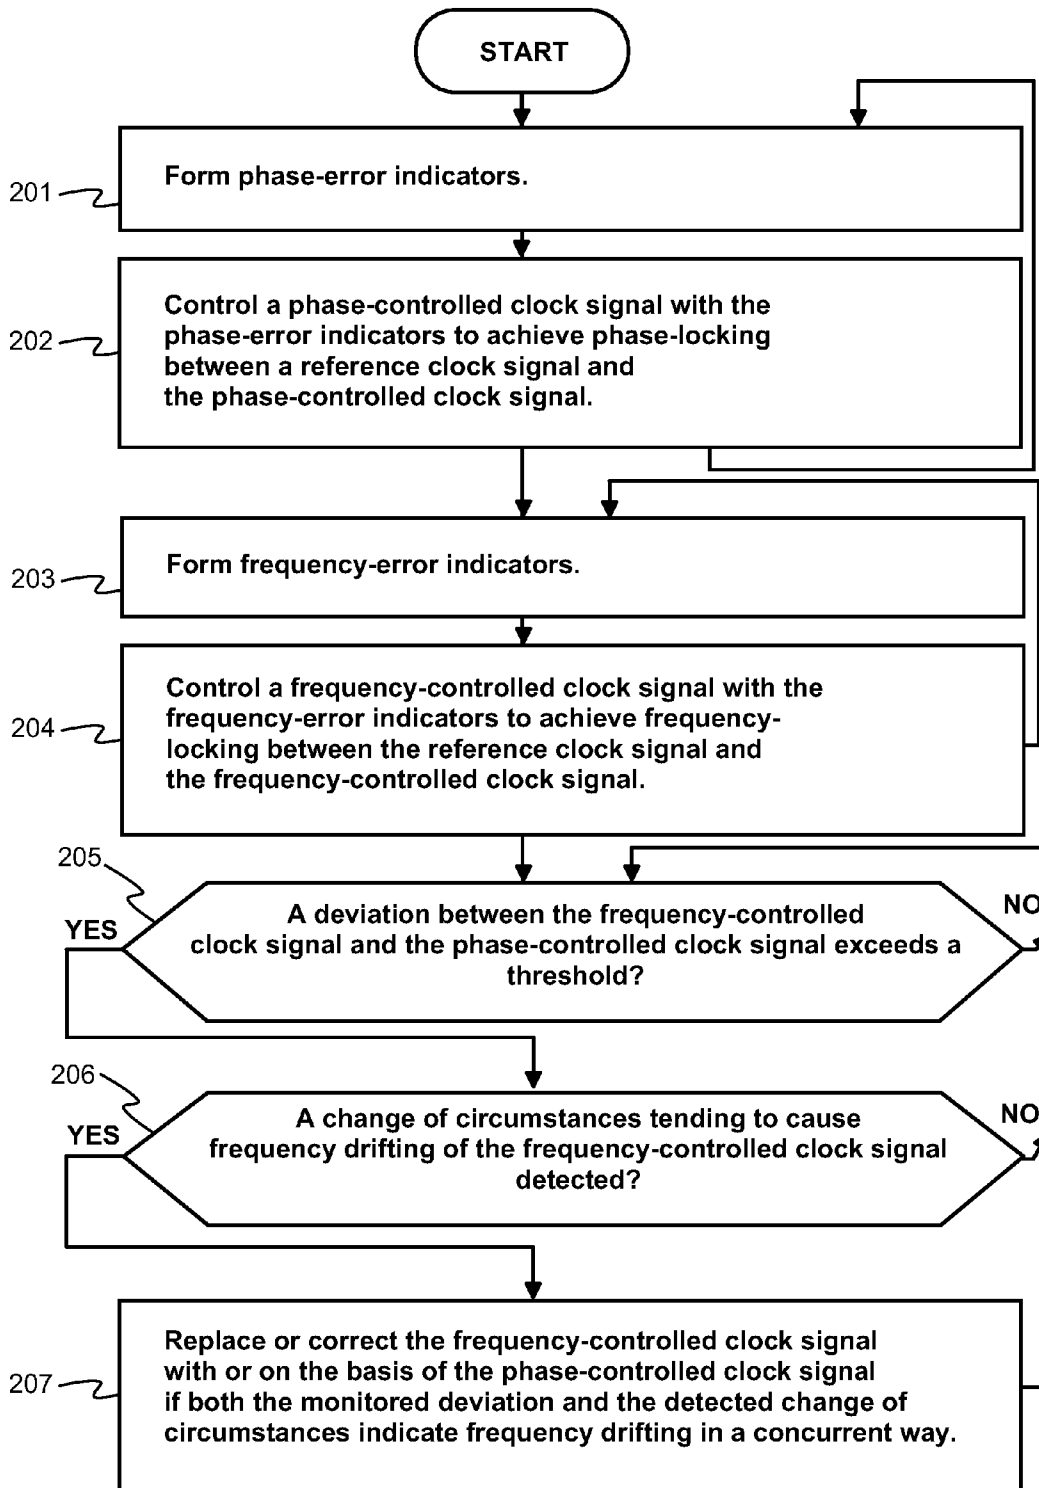 START
201
Form phase-error indicators.
202
Control a phase-controlled clock signal with the
phase-error indicators to achieve phase-locking
between a reference clock signal and
the phase-controlled clock signal.
203
Form frequency-error indicators.
204
Control a frequency-controlled clock signal with the
frequency-error indicators to achieve frequency-
locking between the reference clock signal and
the frequency-controlled clock signal.
205
YES
A deviation between the frequency-controlled
clock signal and the phase-controlled clock signal exceeds a
threshold?
NO
206
YES
A change of circumstances tending to cause
frequency drifting of the frequency-controlled clock signal
detected?
NO
207
Replace or correct the frequency-controlled clock signal
with or on the basis of the phase-controlled clock signal
if both the monitored deviation and the detected change of
circumstances indicate frequency drifting in a concurrent way.